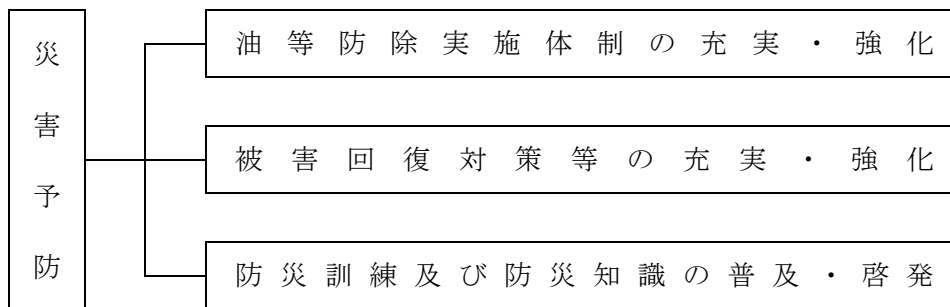 災害予防
油等防除実施体制の充実・強化
被害回復対策等の充実・強化
防災訓練及び防災知識の普及・啓発